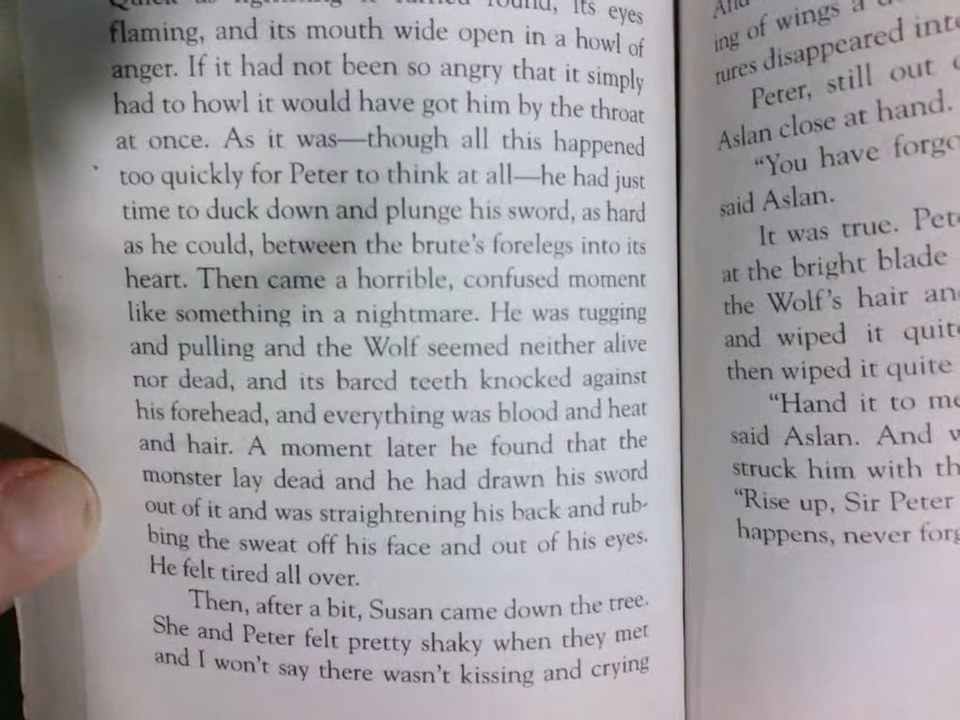 Quick as lightning it turned round, its eyes
flaming, and its mouth wide open in a howl of
anger. If it had not been so angry that it simply
had to howl it would have got him by the throat
at once. As it was—though all this happened
too quickly for Peter to think at all—he had just
time to duck down and plunge his sword, as hard
as he could, between the brute's forelegs into its
heart. Then came a horrible, confused moment
like something in a nightmare. He was tugging
and pulling and the Wolf seemed neither alive
nor dead, and its bared teeth knocked against
his forehead, and everything was blood and heat
and hair. A moment later he found that the
monster lay dead and he had drawn his sword
out of it and was straightening his back and rub-
bing the sweat off his face and out of his eyes.
He felt tired all over.
Then, after a bit, Susan came down the tree.
She and Peter felt pretty shaky when they met
and I won't say there wasn't kissing and crying
ing of wings a
tures disappeared
Peter, still out
Aslan close at hand.
"You have
said Aslan.
It was true.
at the bright blade
the Wolf's hair
and wiped it
then wiped it quite
"Hand it to
said Aslan. And
struck him with
"Rise up, Sir Peter
happens, never